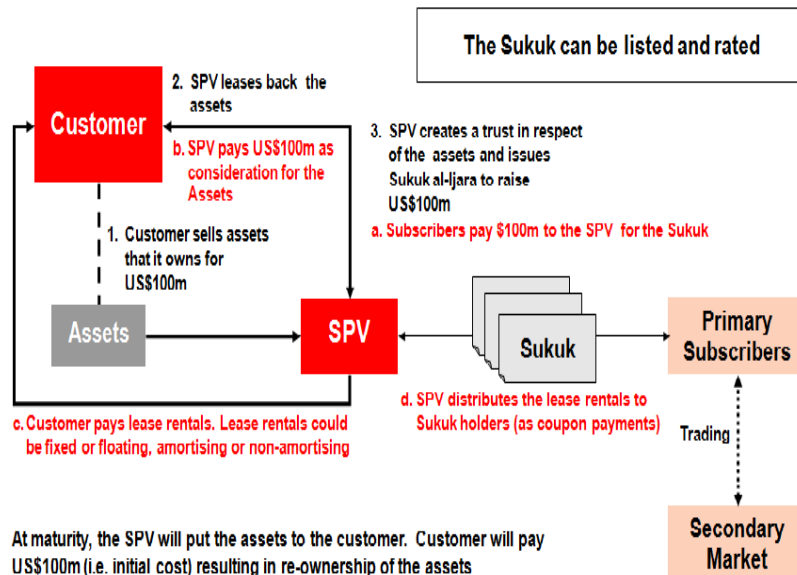 The Sukuk can be listed and rated
Customer
2. SPV leases back the
assets
b. SPV pays US$100m as
consideration for the
Assets
3. SPV creates a trust in respect
of the assets and issues
Sukuk al-Ijara to raise
US$100m
a. Subscribers pay $100m to the SPV for the Sukuk
1. Customer sells assets
that it owns for
US$100m
Assets
SPV
Sukuk
Primary
Subscribers
c. Customer pays lease rentals. Lease rentals could
be fixed or floating, amortising or non-amortising
d. SPV distributes the lease rentals to
Sukuk holders (as coupon payments)
Trading
Secondary
Market
At maturity, the SPV will put the assets to the customer. Customer will pay
US$100m (i.e. initial cost) resulting in re-ownership of the assets